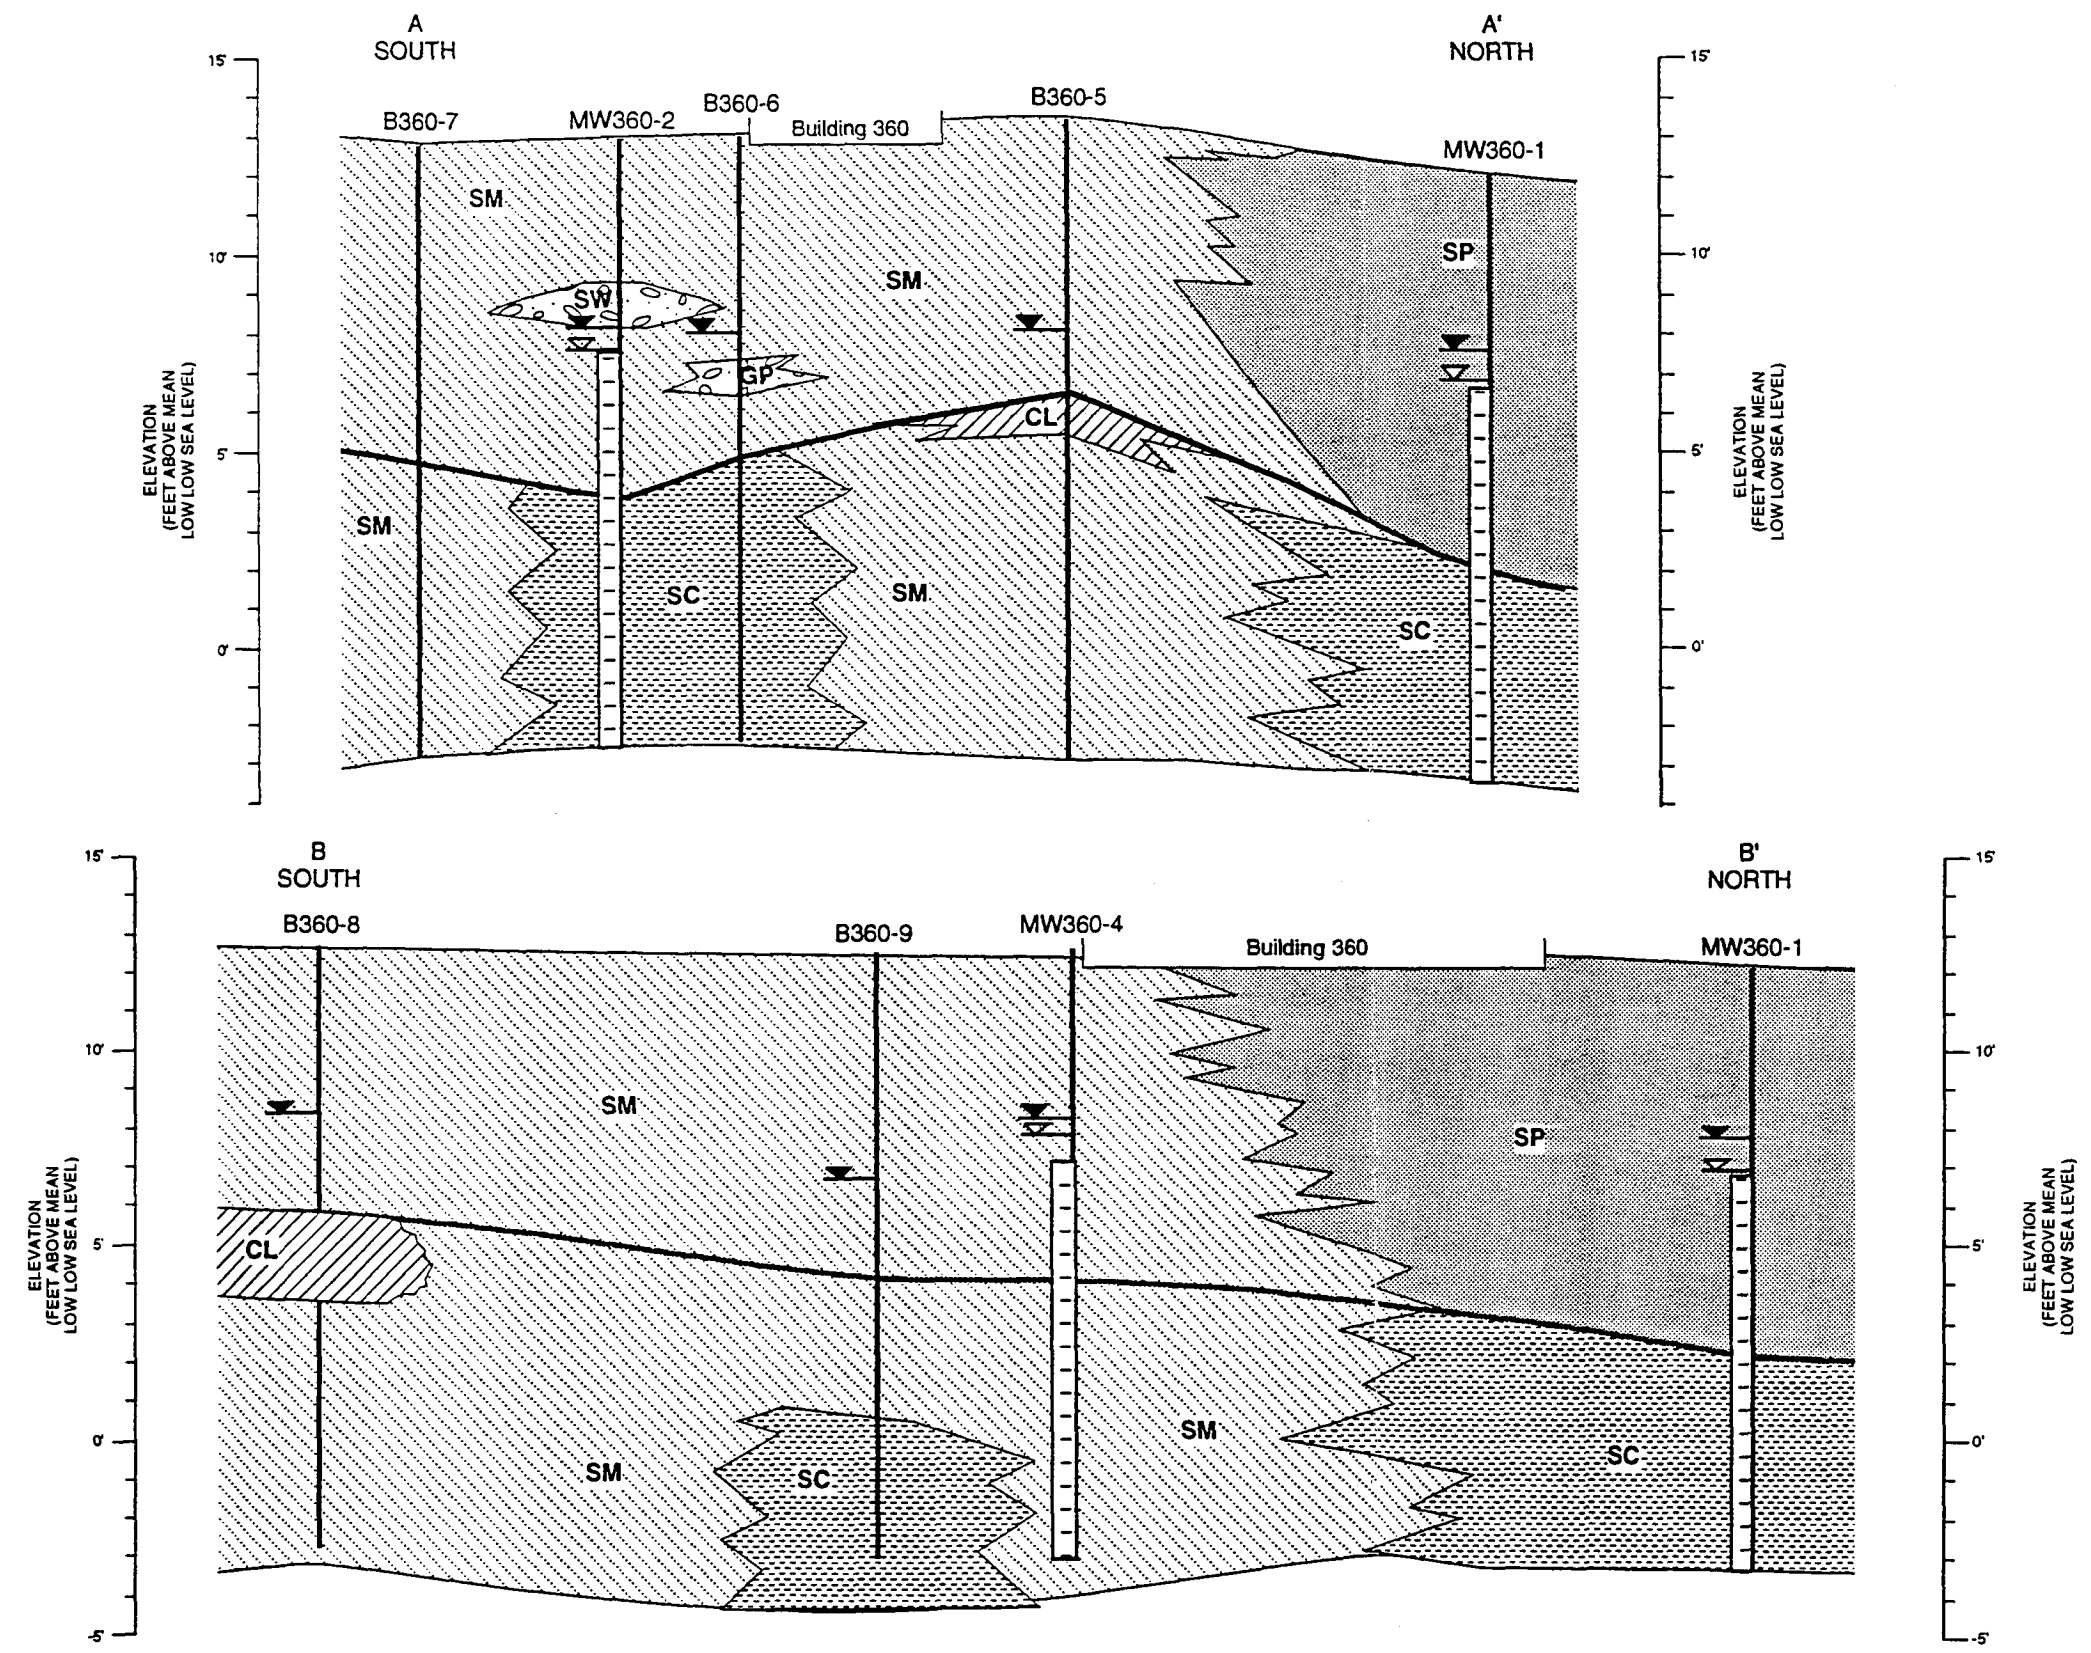 A
SOUTH
A'
NORTH
15'
15'
B360-7
MW360-2
B360-6
Building 360
B360-5
MW360-1
SM
10'
SM
SP
10'
SW
GP
CL
ELEVATION
(FEET ABOVE MEAN
LOW LOW SEA LEVEL)
5'
5'
ELEVATION
(FEET ABOVE MEAN
LOW LOW SEA LEVEL)
SM
SC
SM
SC
0'
0'
B
SOUTH
B'
NORTH
15'
15'
B360-8
B360-9
MW360-4
Building 360
MW360-1
10'
10'
SM
SP
ELEVATION
(FEET ABOVE MEAN
LOW LOW SEA LEVEL)
5'
CL
5'
ELEVATION
(FEET ABOVE MEAN
LOW LOW SEA LEVEL)
0'
SM
SC
SM
SC
0'
-5'
-5'